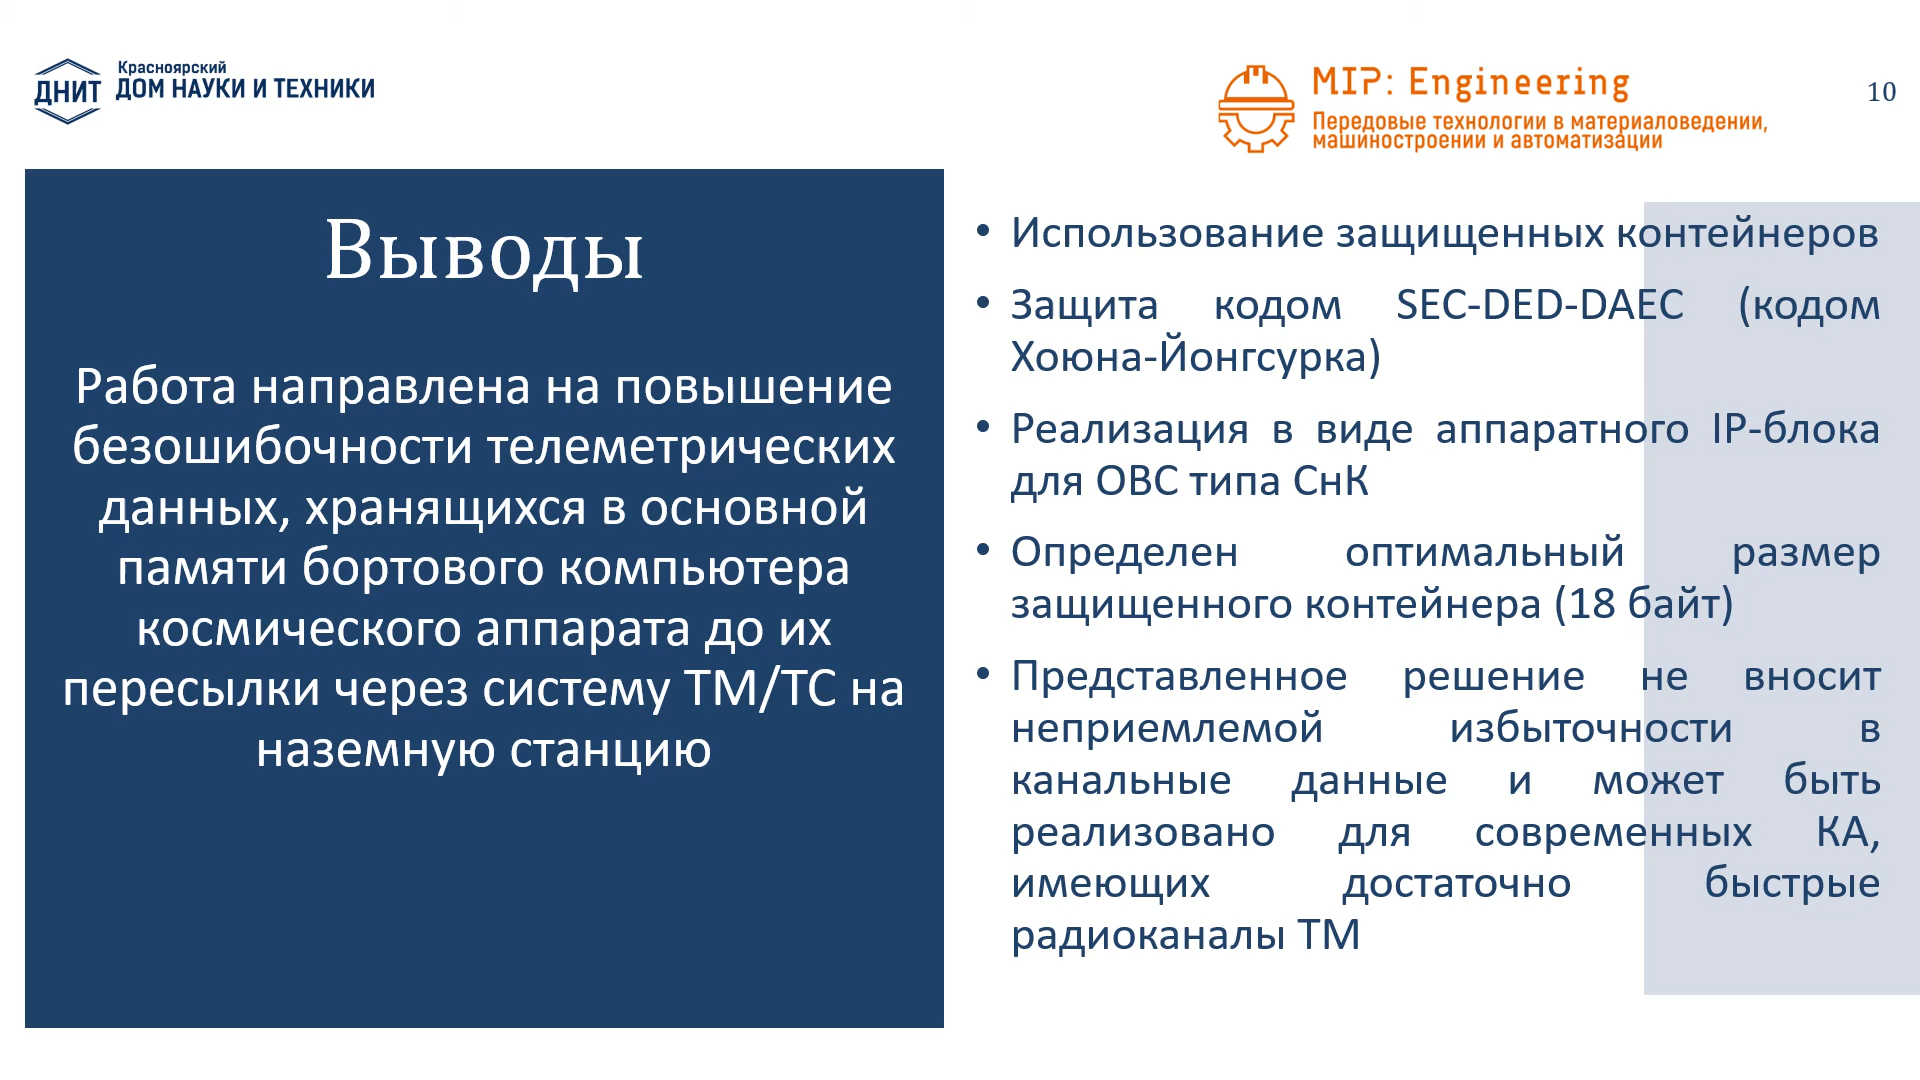 Красноярский
ДНИТ ДОМ НАУКИ И ТЕХНИКИ
MIP: Engineering
Передовые технологии в материаловедении,
машиностроении и автоматизации
10
Выводы
Работа направлена на повышение
безошибочности телеметрических
данных, хранящихся в основной
памяти бортового компьютера
космического аппарата до их
пересылки через систему ТМ/ТС на
наземную станцию
• Использование защищенных контейнеров
• Защита кодом SEC-DED-DAEC (кодом
Хоюна-Йонгсурка)
• Реализация в виде аппаратного IP-блока
для ОВС типа СнК
• Определен оптимальный размер
защищенного контейнера (18 байт)
• Представленное решение не вносит
неприемлемой избыточности в
канальные данные и может быть
реализовано для современных КА,
имеющих достаточно быстрые
радиоканалы ТМ